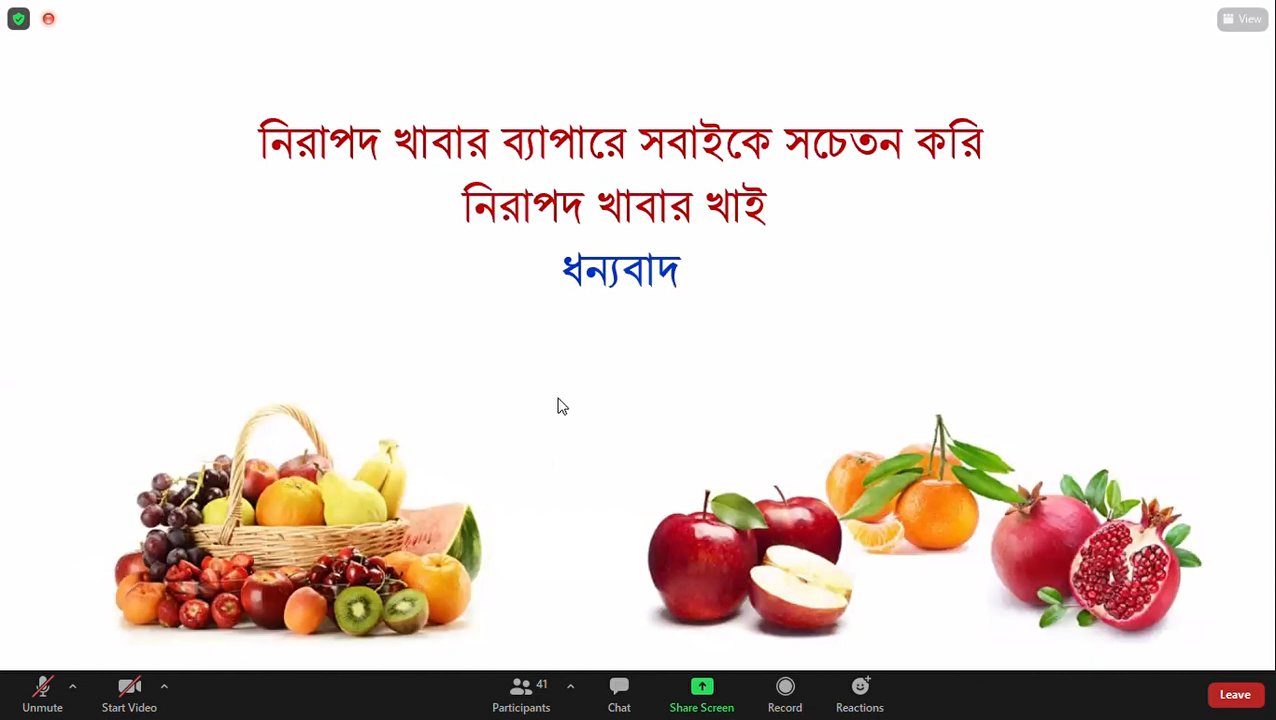 View
নিরাপদ খাবার ব্যাপারে সবাইকে সচেতন করি
নিরাপদ খাবার খাই
ধন্যবাদ
41
Unmute
Start Video
Participants
Chat
Share Screen
Record
Reactions
Leave